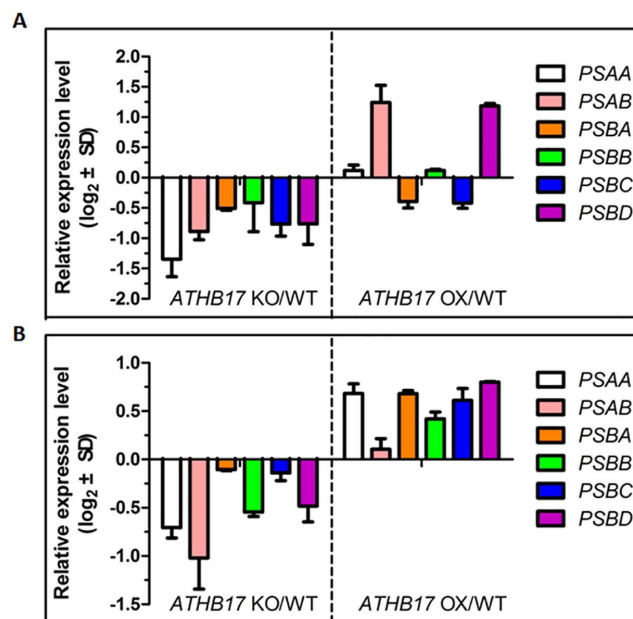 A
Relative expression level
(log₂ ± SD)
2.0
1.5
1.0
0.5
0.0
-0.5
-1.0
-1.5
-2.0
ATHB17 KO/WT
ATHB17 OX/WT
PSAA
PSAB
PSBA
PSBB
PSBC
PSBD
B
Relative expression level
(log₂ ± SD)
1.0
0.5
0.0
-0.5
-1.0
-1.5
ATHB17 KO/WT
ATHB17 OX/WT
PSAA
PSAB
PSBA
PSBB
PSBC
PSBD